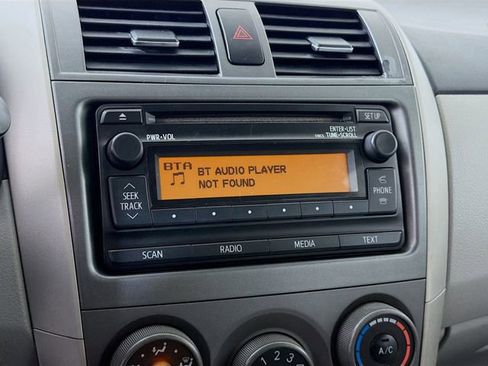 SET UP
PWR•VOL
ENTER•LIST
TUNE•SCROLL
BTA
BT AUDIO PLAYER
NOT FOUND
SEEK
TRACK
PHONE
SCAN
RADIO
MEDIA
TEXT
A/C